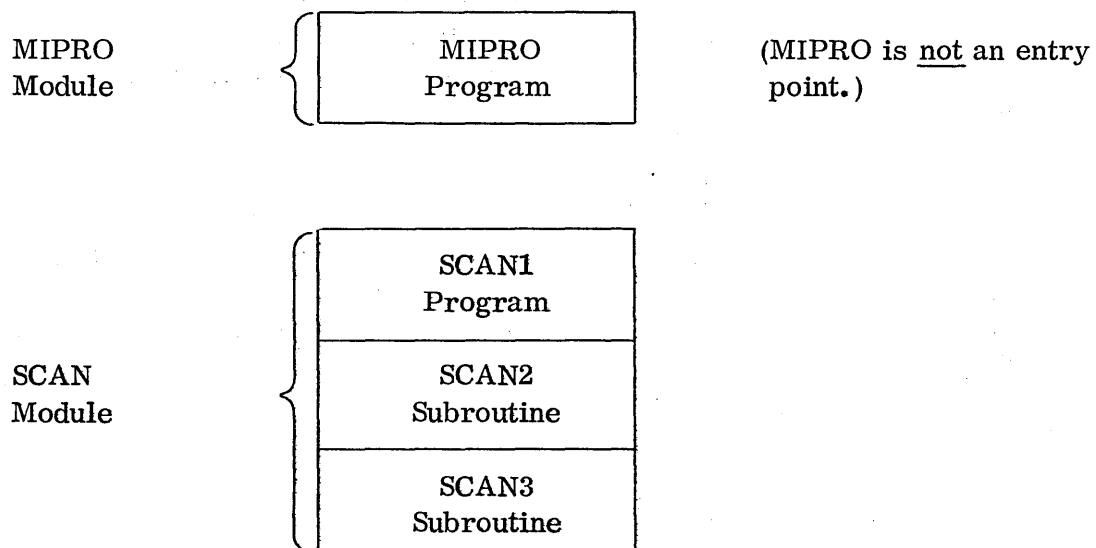 MIPRO
Module
MIPRO
Program
(MIPRO is not an entry
point.)
SCAN
Module
SCAN1
Program
SCAN2
Subroutine
SCAN3
Subroutine